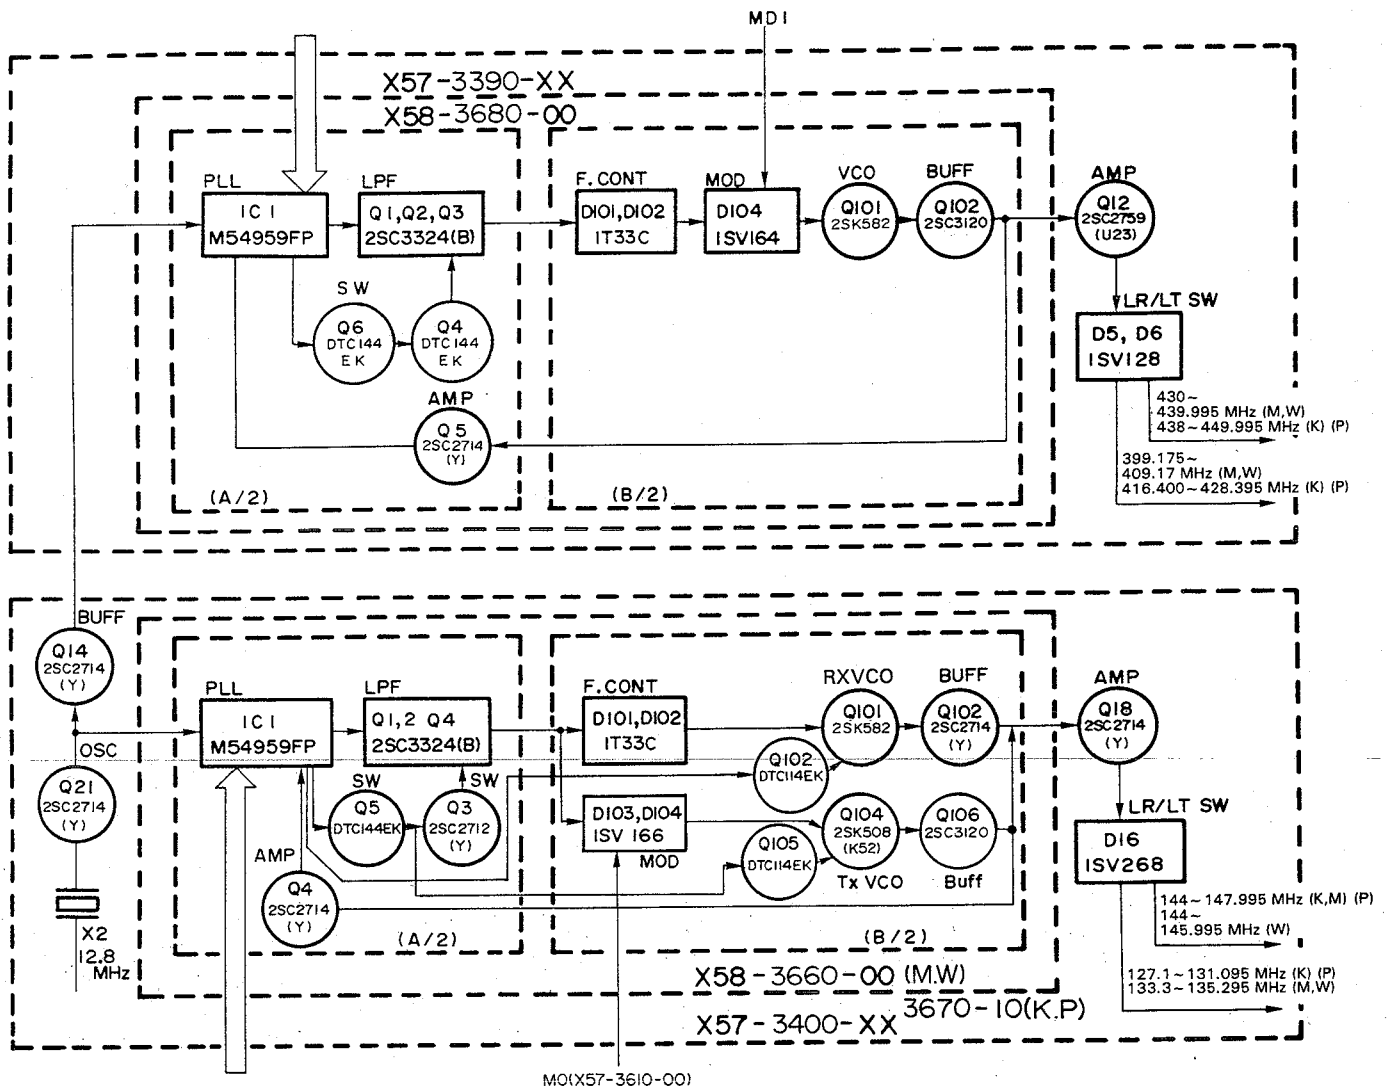 MD1
X57-3390-XX
X58-3680-00
PLL
IC1
M54959FP
LPF
Q1,Q2,Q3
2SC3324(B)
F.CONT
D101,D102
1T33C
MOD
D104
1SV164
VCO
Q101
2SK582
BUFF
Q102
2SC3120
AMP
Q12
2SC2759
(U23)
SW
Q6
DTC144
EK
Q4
DTC144
EK
LR/LT SW
D5, D6
1SV128
AMP
Q5
2SC2714
(Y)
430~
439.995 MHz (M,W)
438~449.995 MHz (K) (P)
399.175~
409.17 MHz (M,W)
416.400~428.395 MHz (K) (P)
(A/2)
(B/2)
BUFF
Q14
2SC2714
(Y)
OSC
Q21
2SC2714
(Y)
X2
12.8
MHz
PLL
IC1
M54959FP
LPF
Q1,2 Q4
2SC3324(B)
F.CONT
D101,D102
1T33C
RXVCO
Q101
2SK582
BUFF
Q102
2SC2714
(Y)
AMP
Q18
2SC2714
(Y)
Q102
DTC114EK
SW
Q5
DTC144EK
SW
Q3
2SC2712
(Y)
D103,D104
1SV 166
MOD
Q104
2SK508
(K52)
Tx VCO
Q106
2SC3120
Buff
Q105
DTC114EK
LR/LT SW
D16
1SV268
AMP
Q4
2SC2714
(Y)
144~147.995 MHz (K,M) (P)
144~
145.995 MHz (W)
127.1~131.095 MHz (K) (P)
133.3~135.295 MHz (M,W)
(A/2)
(B/2)
X58-3660-00 (M.W)
3670-10(K.P)
X57-3400-XX
MO(X57-3610-00)